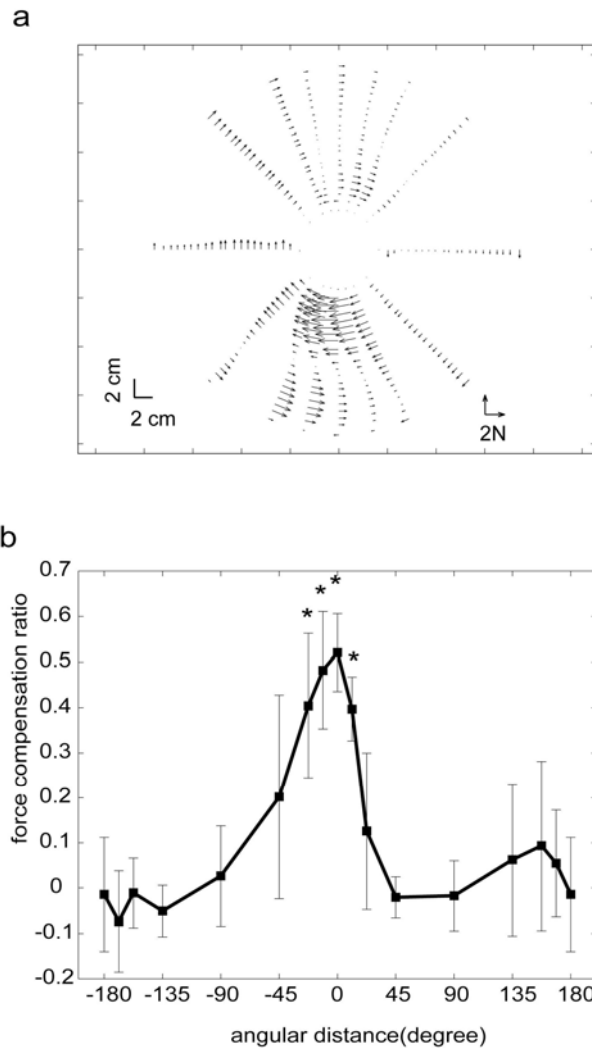 a
2 cm
2 cm
2N
b
force compensation ratio
0.7
0.6
0.5
0.4
0.3
0.2
0.1
0
-0.1
-0.2
* * * *
-180 -135 -90 -45 0 45 90 135 180
angular distance(degree)